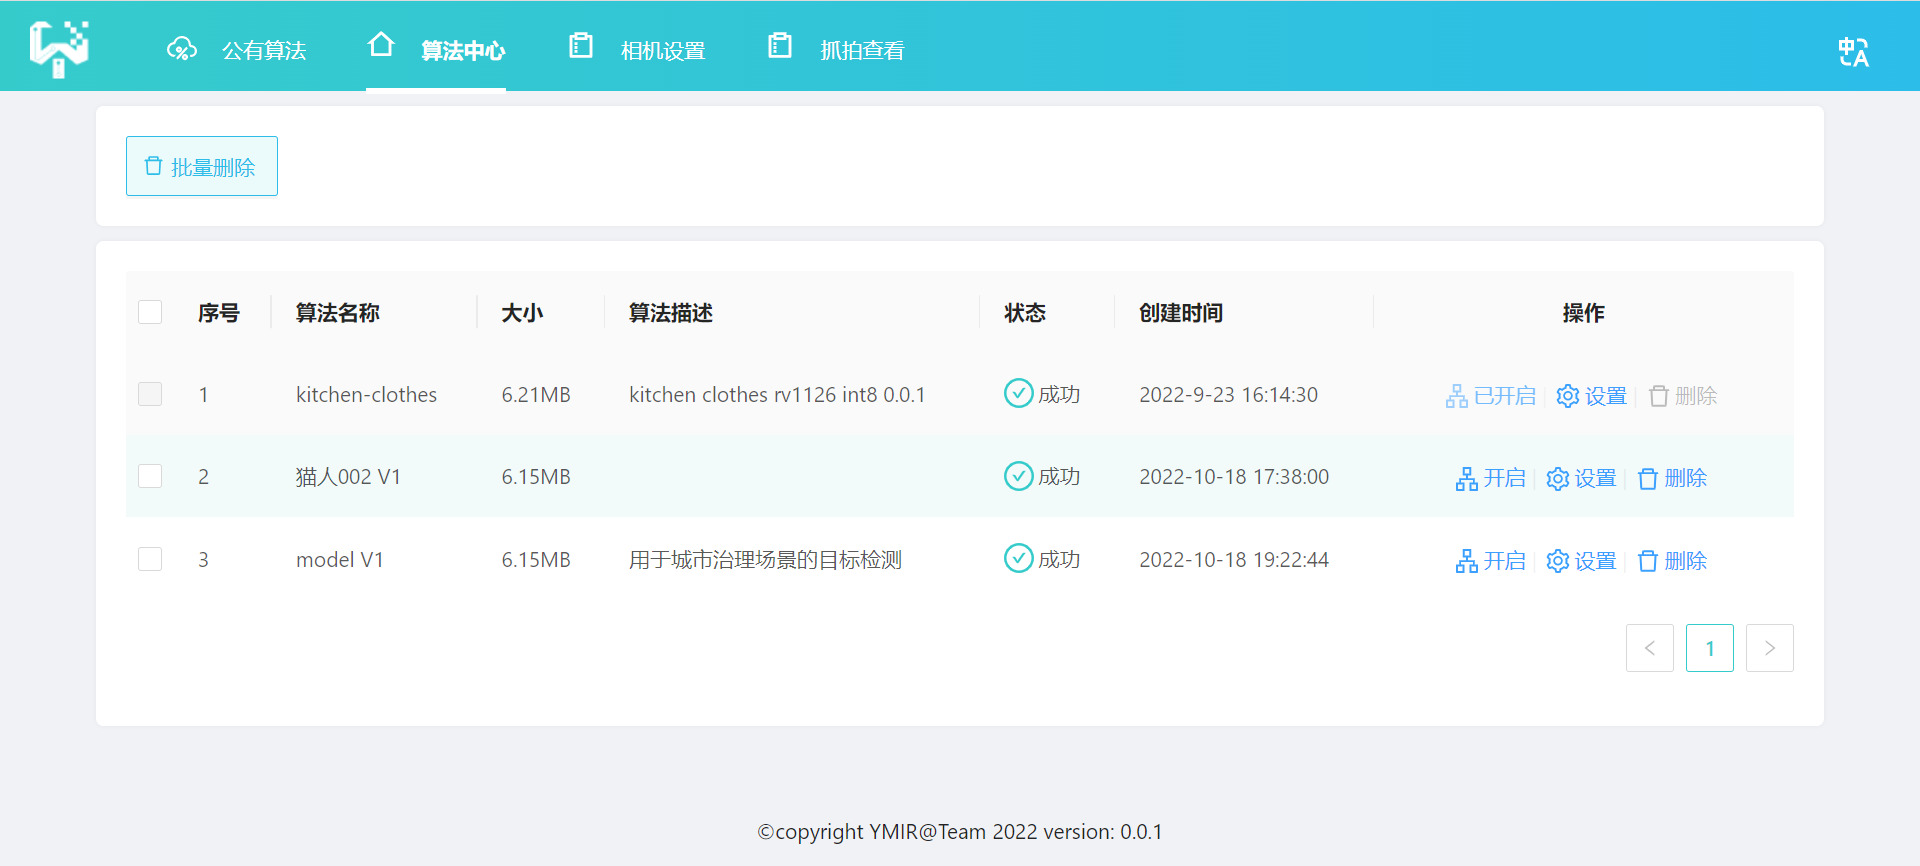 公有算法 算法中心 相机设置 抓拍查看 中A
批量删除
序号 算法名称 大小 算法描述 状态 创建时间 操作
1 kitchen-clothes 6.21MB kitchen clothes rv1126 int8 0.0.1 成功 2022-9-23 16:14:30 已开启 设置 删除
2 猫人002 V1 6.15MB 成功 2022-10-18 17:38:00 开启 设置 删除
3 model V1 6.15MB 用于城市治理场景的目标检测 成功 2022-10-18 19:22:44 开启 设置 删除
< 1 >
©copyright YMIR@Team 2022 version: 0.0.1